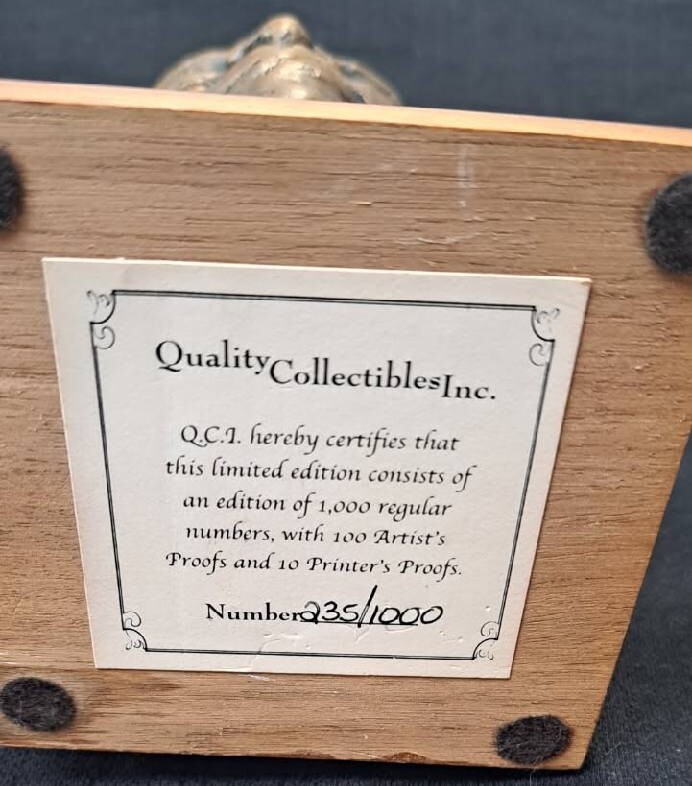 Quality Collectibles Inc.
Q.C.I. hereby certifies that
this limited edition consists of
an edition of 1,000 regular
numbers, with 100 Artist's
Proofs and 10 Printer's Proofs.
Number 235/1000